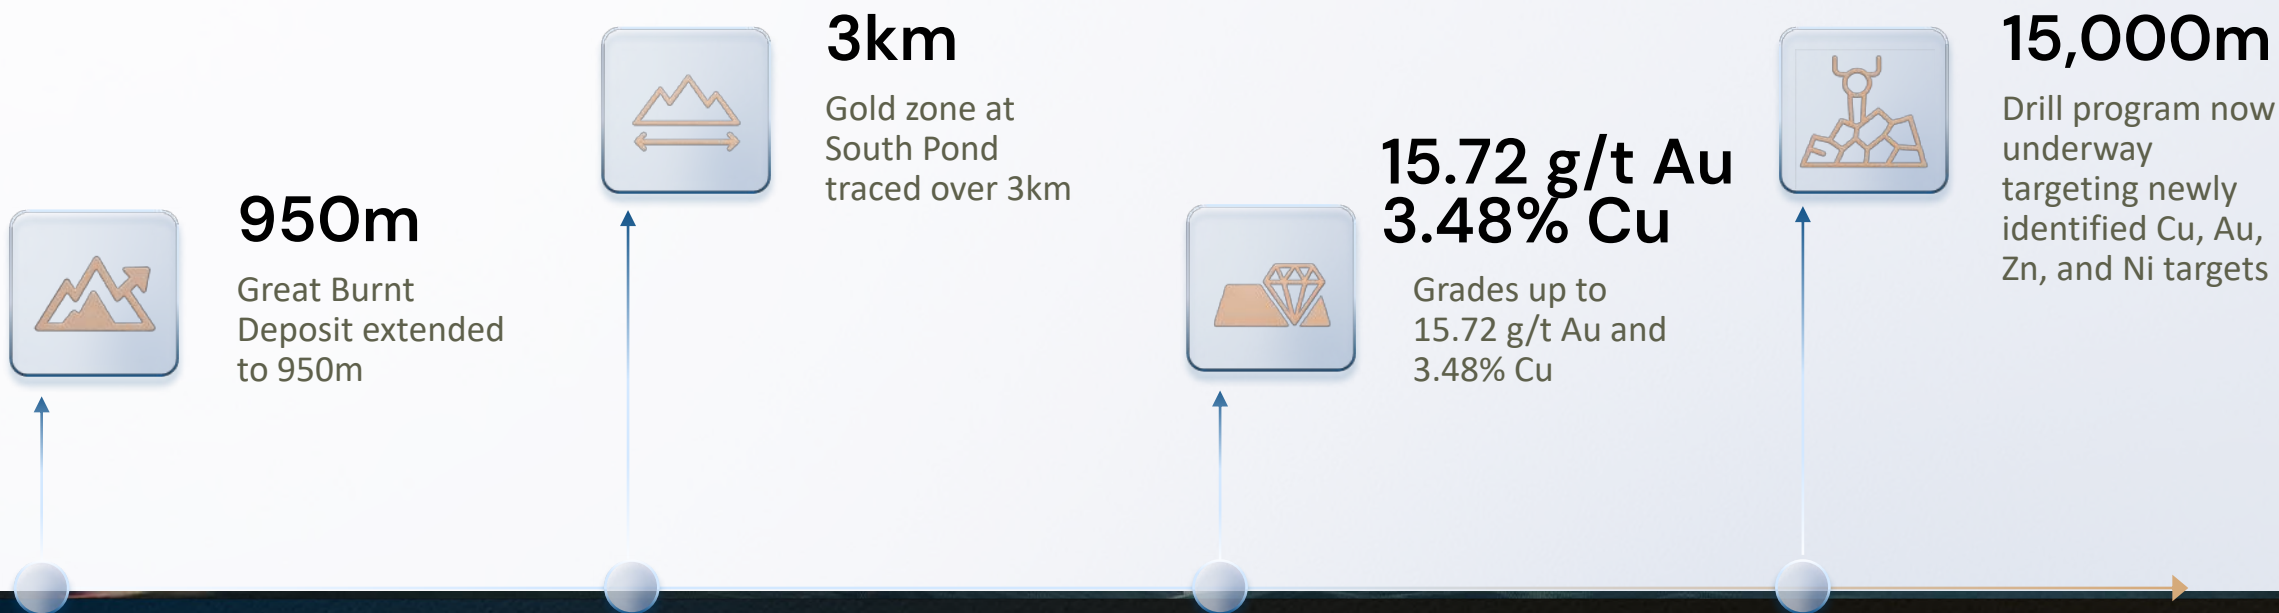 950m
Great Burnt
Deposit extended
to 950m
3km
Gold zone at
South Pond
traced over 3km
15.72 g/t Au
3.48% Cu
Grades up to
15.72 g/t Au and
3.48% Cu
15,000m
Drill program now
underway
targeting newly
identified Cu, Au,
Zn, and Ni targets